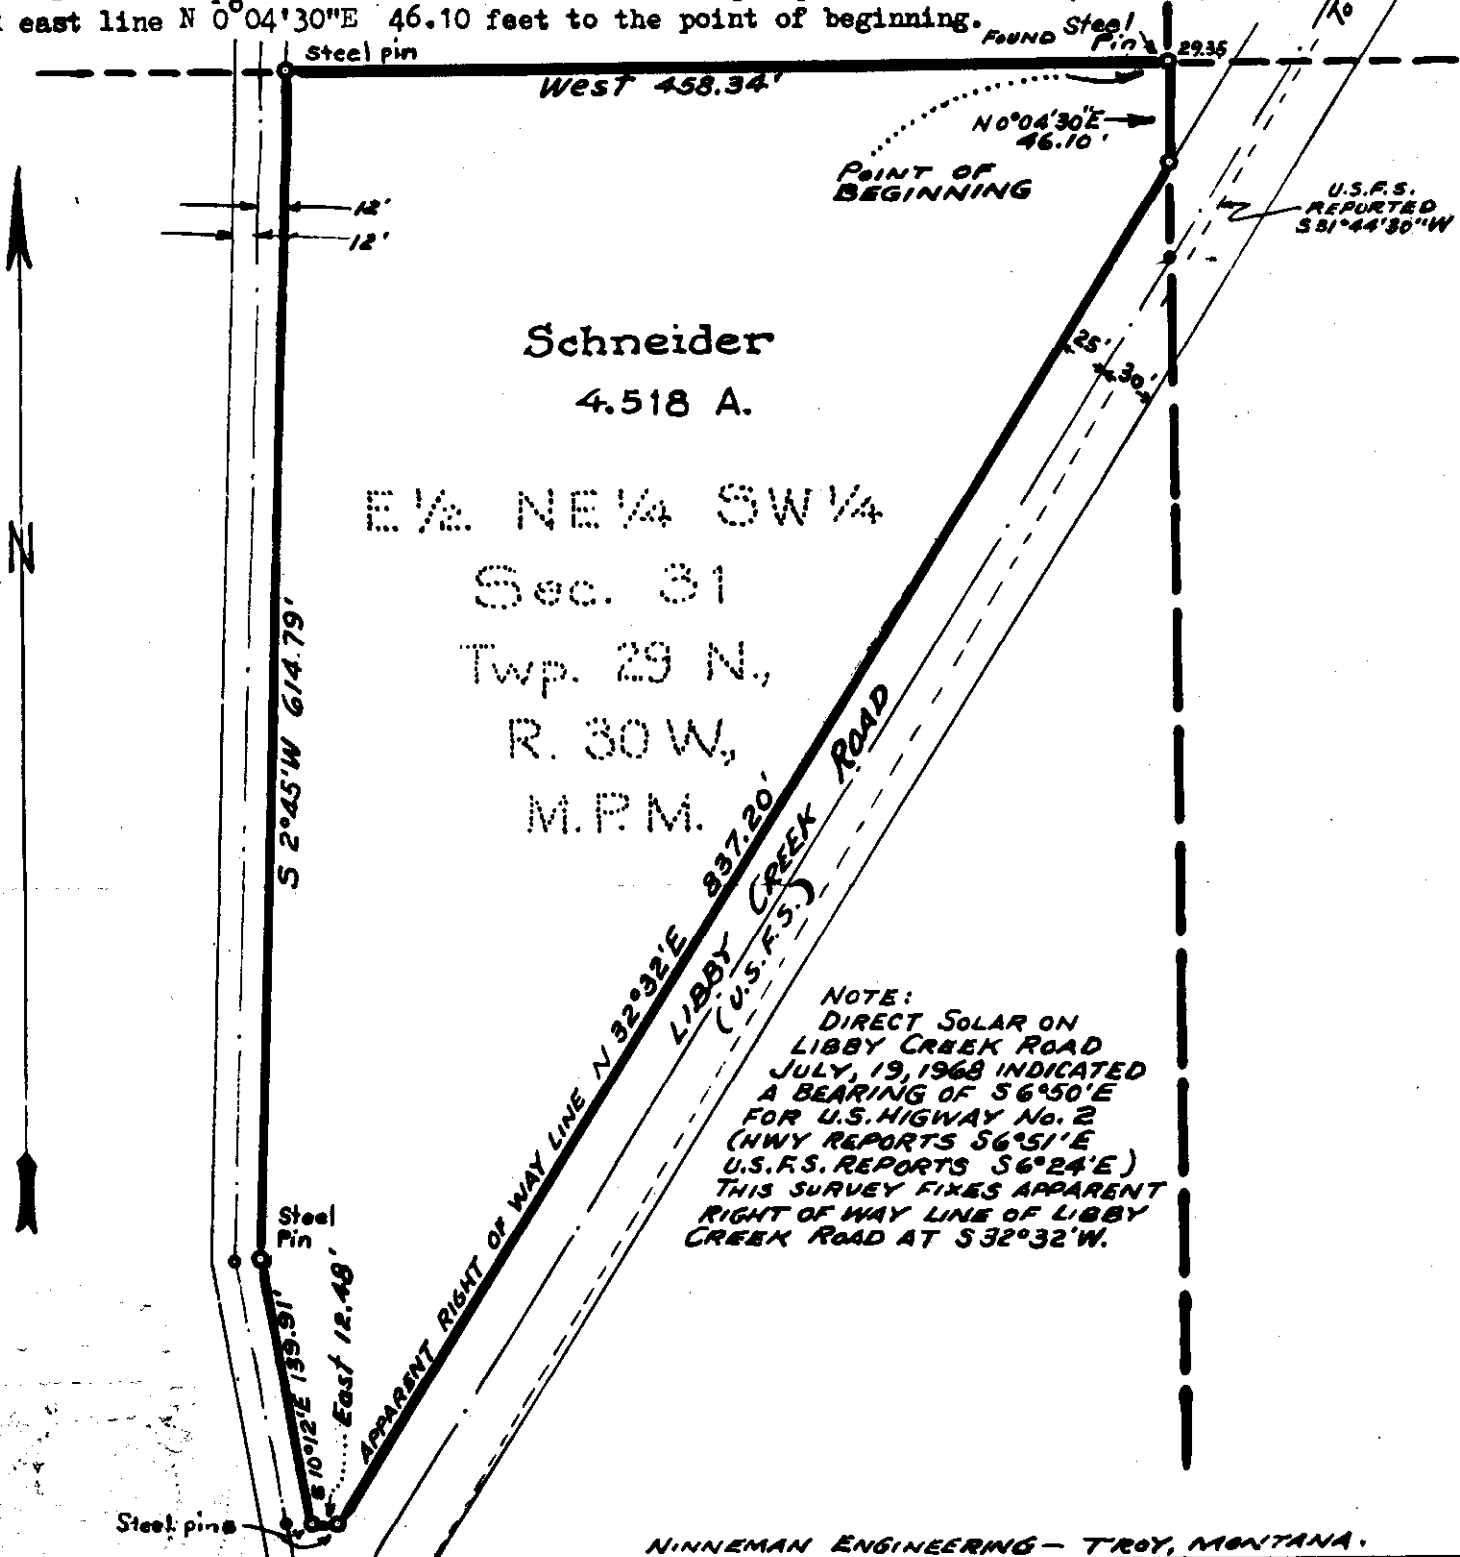 east line N 0°04'30"E 46.10 feet to the point of beginning.
Steel pin
FOUND Steel
Pin
29.35
West 458.34'
N 0°04'30"E
46.10'
POINT OF
BEGINNING
U.S.F.S.
REPORTED
S 31°44'30"W
12'
12'
Schneider
4.518 A.
25'
30'
N
E 1/2 NE 1/4 SW 1/4
Sec. 31
Twp. 29 N.,
R. 30 W.,
M.P.M.
S 2°45'W 614.79'
APPARENT RIGHT OF WAY LINE N 32°32'E 837.20'
LIBBY CREEK ROAD
(U.S.F.S.)
NOTE:
DIRECT SOLAR ON
LIBBY CREEK ROAD
JULY, 19, 1968 INDICATED
A BEARING OF S 6°50'E
FOR U.S. HIGWAY No. 2
(HWY REPORTS S 6°51'E
U.S.F.S. REPORTS S 6°24'E)
THIS SURVEY FIXES APPARENT
RIGHT OF WAY LINE OF LIBBY
CREEK ROAD AT S 32°32'W.
Steel
Pin
S 10°12'E 139.91'
East 12.48'
Steel pins
NINNEMAN ENGINEERING - TROY, MONTANA.